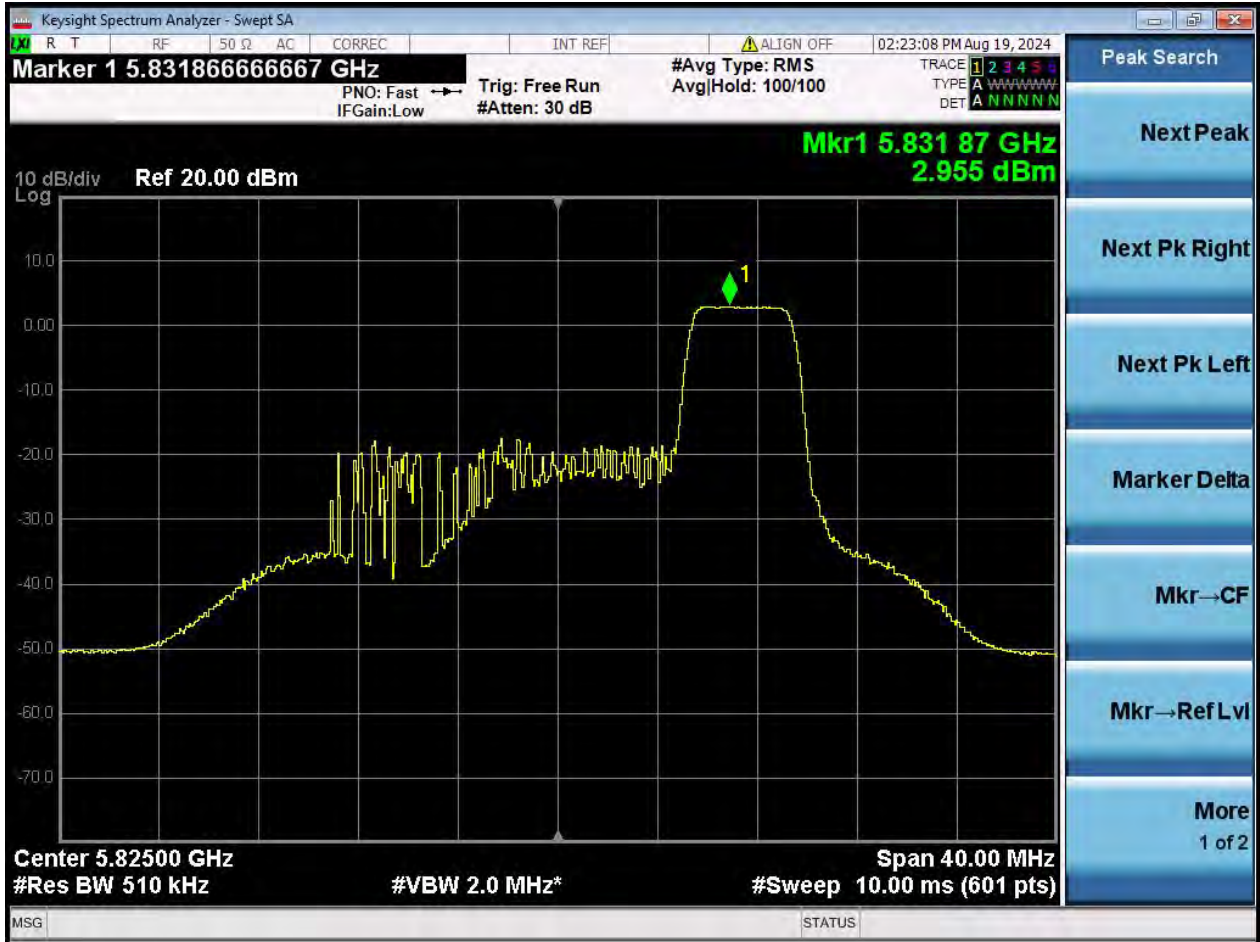 Keysight Spectrum Analyzer - Swept SA
LXI R T RF 50 Ω AC CORREC INT REF ALIGN OFF 02:23:08 PM Aug 19, 2024
Marker 1 5.831866666667 GHz
PNO: Fast
IFGain:Low
Trig: Free Run
#Atten: 30 dB
#Avg Type: RMS
Avg|Hold: 100/100
TRACE 1 2 3 4 5 6
TYPE A WWWWW
DET A N N N N N
Mkr1 5.831 87 GHz
2.955 dBm
10 dB/div Ref 20.00 dBm
Log
10.0
0.00
-10.0
-20.0
-30.0
-40.0
-50.0
-60.0
-70.0
1
Center 5.82500 GHz Span 40.00 MHz
#Res BW 510 kHz #VBW 2.0 MHz* #Sweep 10.00 ms (601 pts)
MSG STATUS
Peak Search
Next Peak
Next Pk Right
Next Pk Left
Marker Delta
Mkr→CF
Mkr→Ref Lvl
More
1 of 2